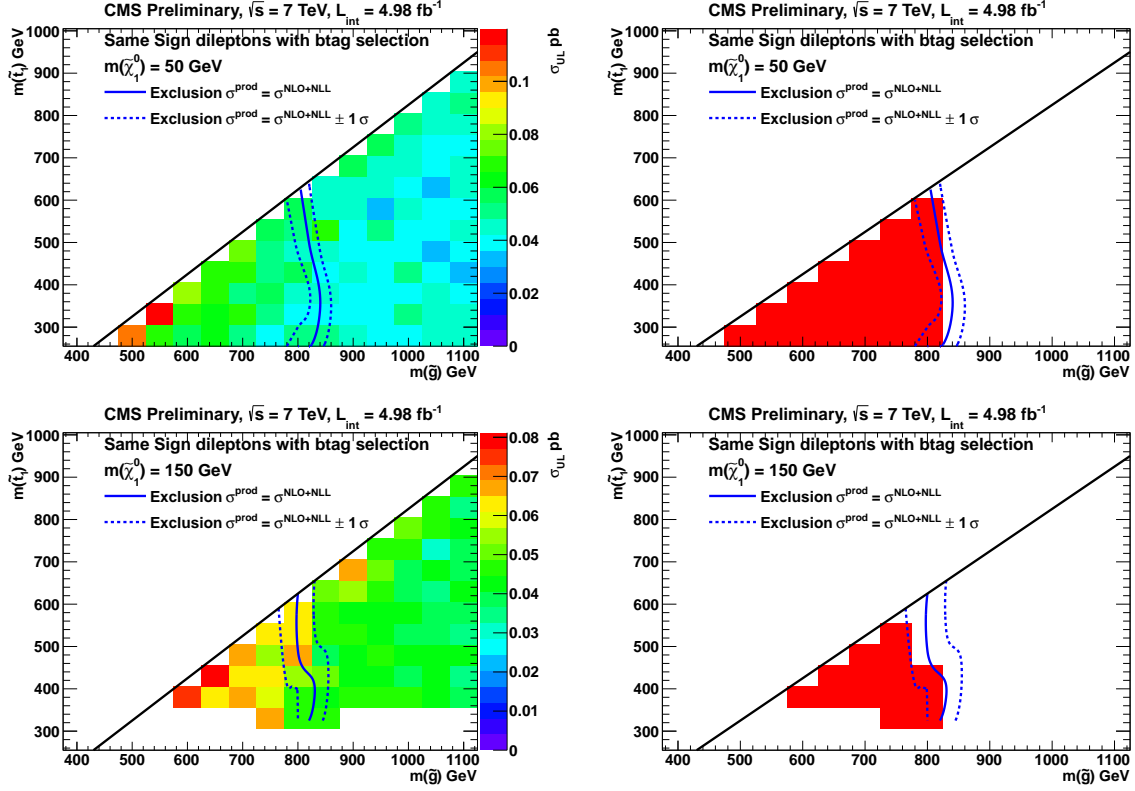 CMS Preliminary, √s = 7 TeV, L_int = 4.98 fb⁻¹
Same Sign dileptons with btag selection
m(χ̃₁⁰) = 50 GeV
Exclusion σ^prod = σ^NLO+NLL
Exclusion σ^prod = σ^NLO+NLL ± 1 σ
m(t̃₁) GeV
1000
900
800
700
600
500
400
300
400 500 600 700 800 900 1000 1100
m(g̃) GeV
σ_UL pb
0.1
0.08
0.06
0.04
0.02
0
CMS Preliminary, √s = 7 TeV, L_int = 4.98 fb⁻¹
Same Sign dileptons with btag selection
m(χ̃₁⁰) = 50 GeV
Exclusion σ^prod = σ^NLO+NLL
Exclusion σ^prod = σ^NLO+NLL ± 1 σ
m(t̃₁) GeV
1000
900
800
700
600
500
400
300
400 500 600 700 800 900 1000 1100
m(g̃) GeV
CMS Preliminary, √s = 7 TeV, L_int = 4.98 fb⁻¹
Same Sign dileptons with btag selection
m(χ̃₁⁰) = 150 GeV
Exclusion σ^prod = σ^NLO+NLL
Exclusion σ^prod = σ^NLO+NLL ± 1 σ
m(t̃₁) GeV
1000
900
800
700
600
500
400
300
400 500 600 700 800 900 1000 1100
m(g̃) GeV
σ_UL pb
0.08
0.07
0.06
0.05
0.04
0.03
0.02
0.01
0
CMS Preliminary, √s = 7 TeV, L_int = 4.98 fb⁻¹
Same Sign dileptons with btag selection
m(χ̃₁⁰) = 150 GeV
Exclusion σ^prod = σ^NLO+NLL
Exclusion σ^prod = σ^NLO+NLL ± 1 σ
m(t̃₁) GeV
1000
900
800
700
600
500
400
300
400 500 600 700 800 900 1000 1100
m(g̃) GeV